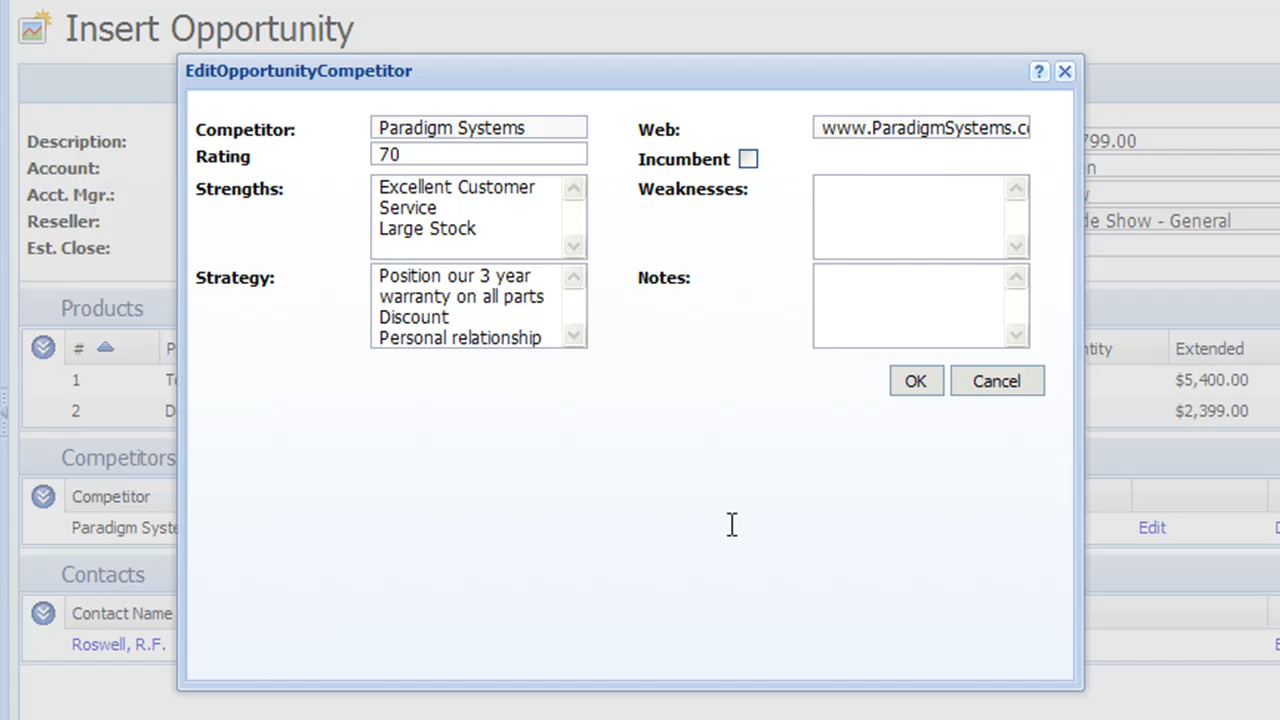 Insert Opportunity
EditOpportunityCompetitor
?
Competitor: Paradigm Systems Web: www.ParadigmSystems.c
Rating 70 Incumbent
Strengths: Excellent Customer Weaknesses:
Service
Large Stock
Strategy: Position our 3 year Notes:
warranty on all parts
Discount
Personal relationship
OK Cancel
Description: 799.00
Account:
Acct. Mgr.:
Reseller: de Show - General
Est. Close:
Products
# Extended
1 $5,400.00
2 $2,399.00
Competitors
Competitor
Paradigm Syste Edit
Contacts
Contact Name
Roswell, R.F.